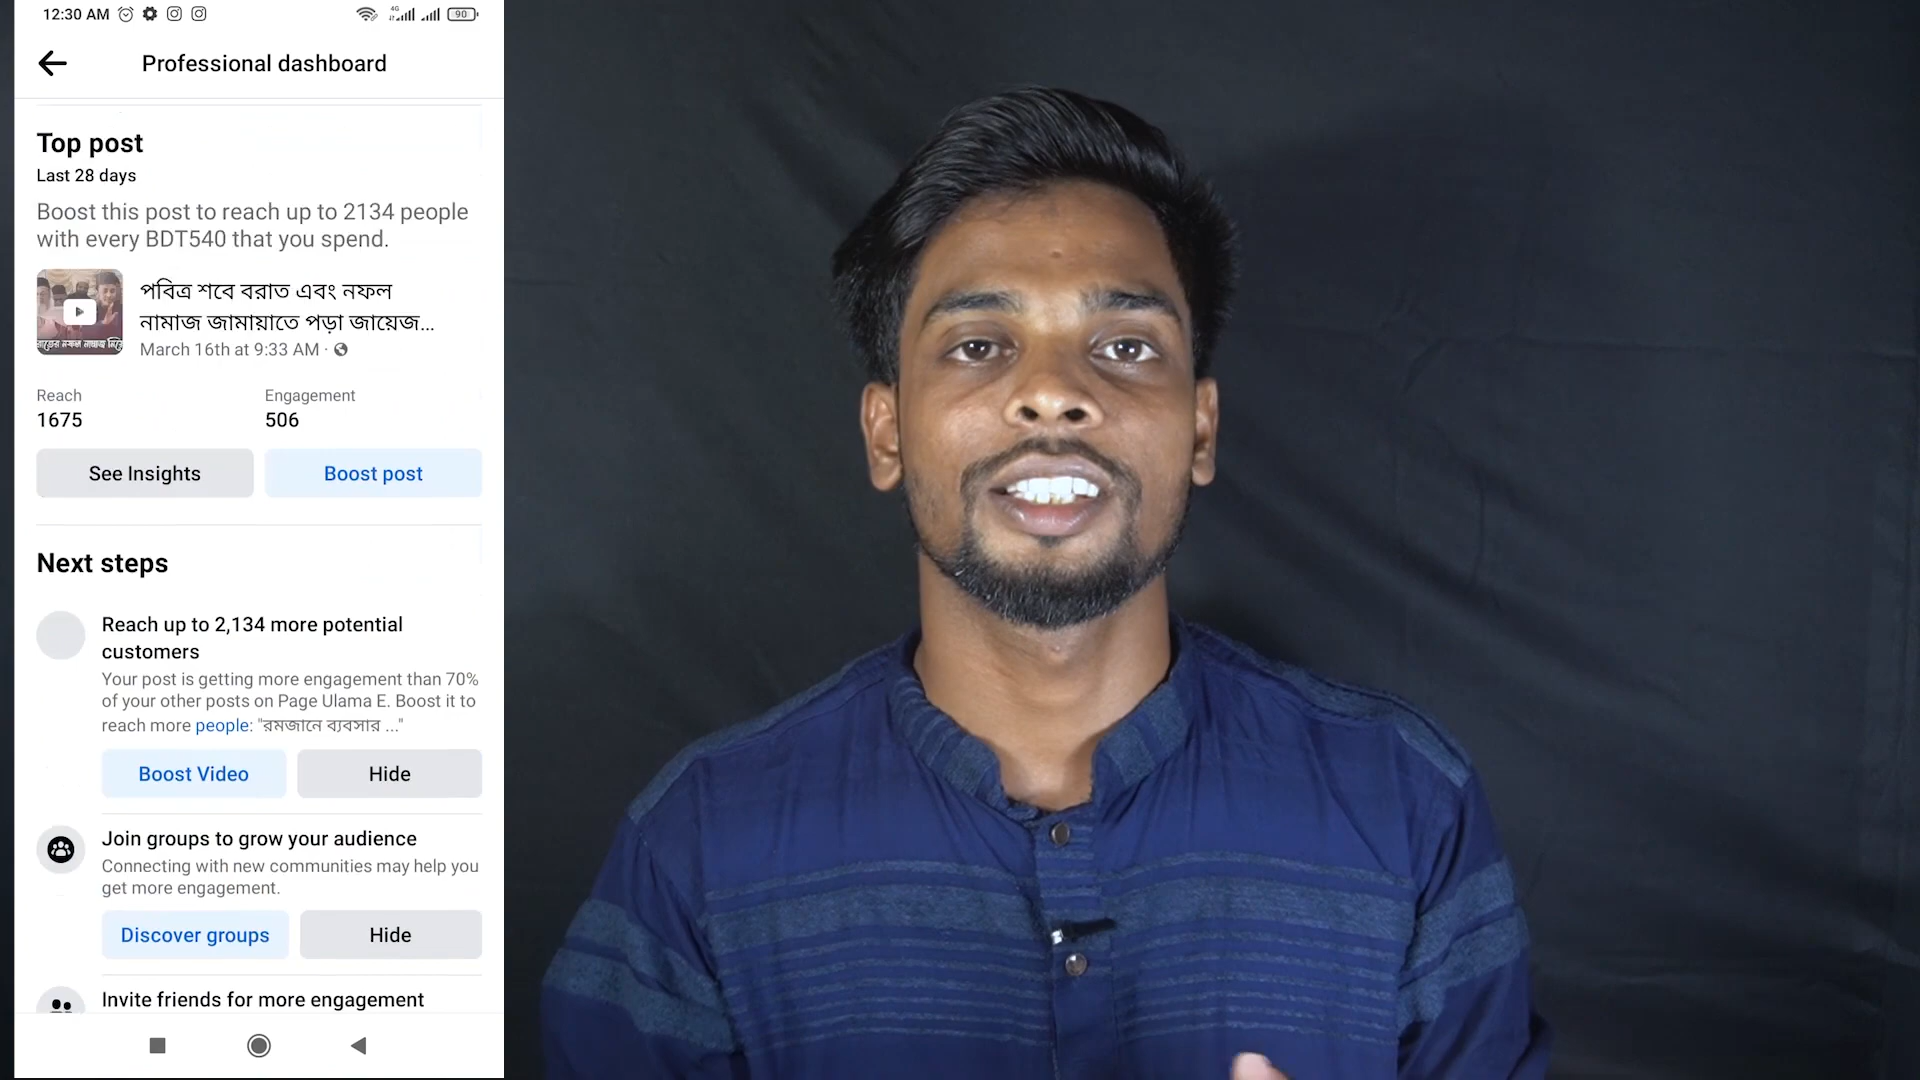 12:30 AM
4G
90
Professional dashboard
Top post
Last 28 days
Boost this post to reach up to 2134 people
with every BDT540 that you spend.
পবিত্র শবে বরাত এবং নফল
নামাজ জামায়াতে পড়া জায়েজ...
March 16th at 9:33 AM ·
Reach
Engagement
1675
506
See Insights
Boost post
Next steps
Reach up to 2,134 more potential
customers
Your post is getting more engagement than 70%
of your other posts on Page Ulama E. Boost it to
reach more people: "রমজানে ব্যবসার ..."
Boost Video
Hide
Join groups to grow your audience
Connecting with new communities may help you
get more engagement.
Discover groups
Hide
Invite friends for more engagement